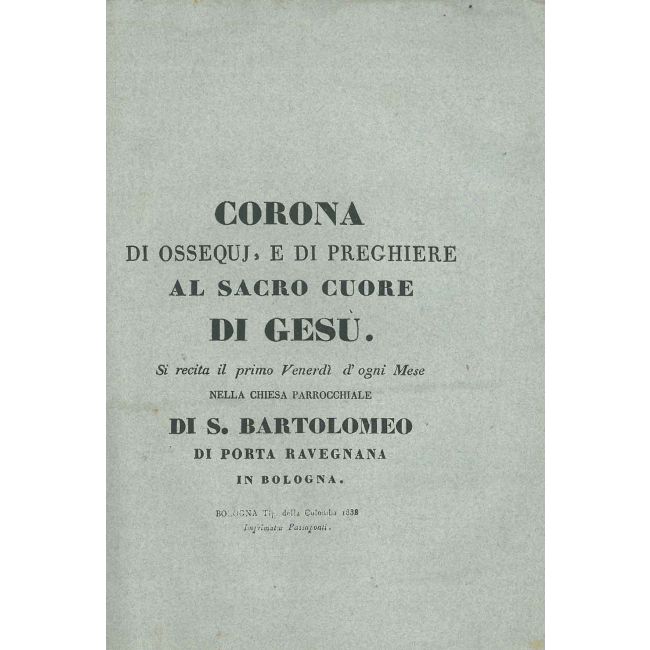 CORONA
DI OSSEQUJ, E DI PREGHIERE
AL SACRO CUORE
DI GESÙ.
Si recita il primo Venerdì d' ogni Mese
NELLA CHIESA PARROCCHIALE
DI S. BARTOLOMEO
DI PORTA RAVEGNANA
IN BOLOGNA.
BOLOGNA Tip. della Colomba 1838
Imprimatur Passaponti.